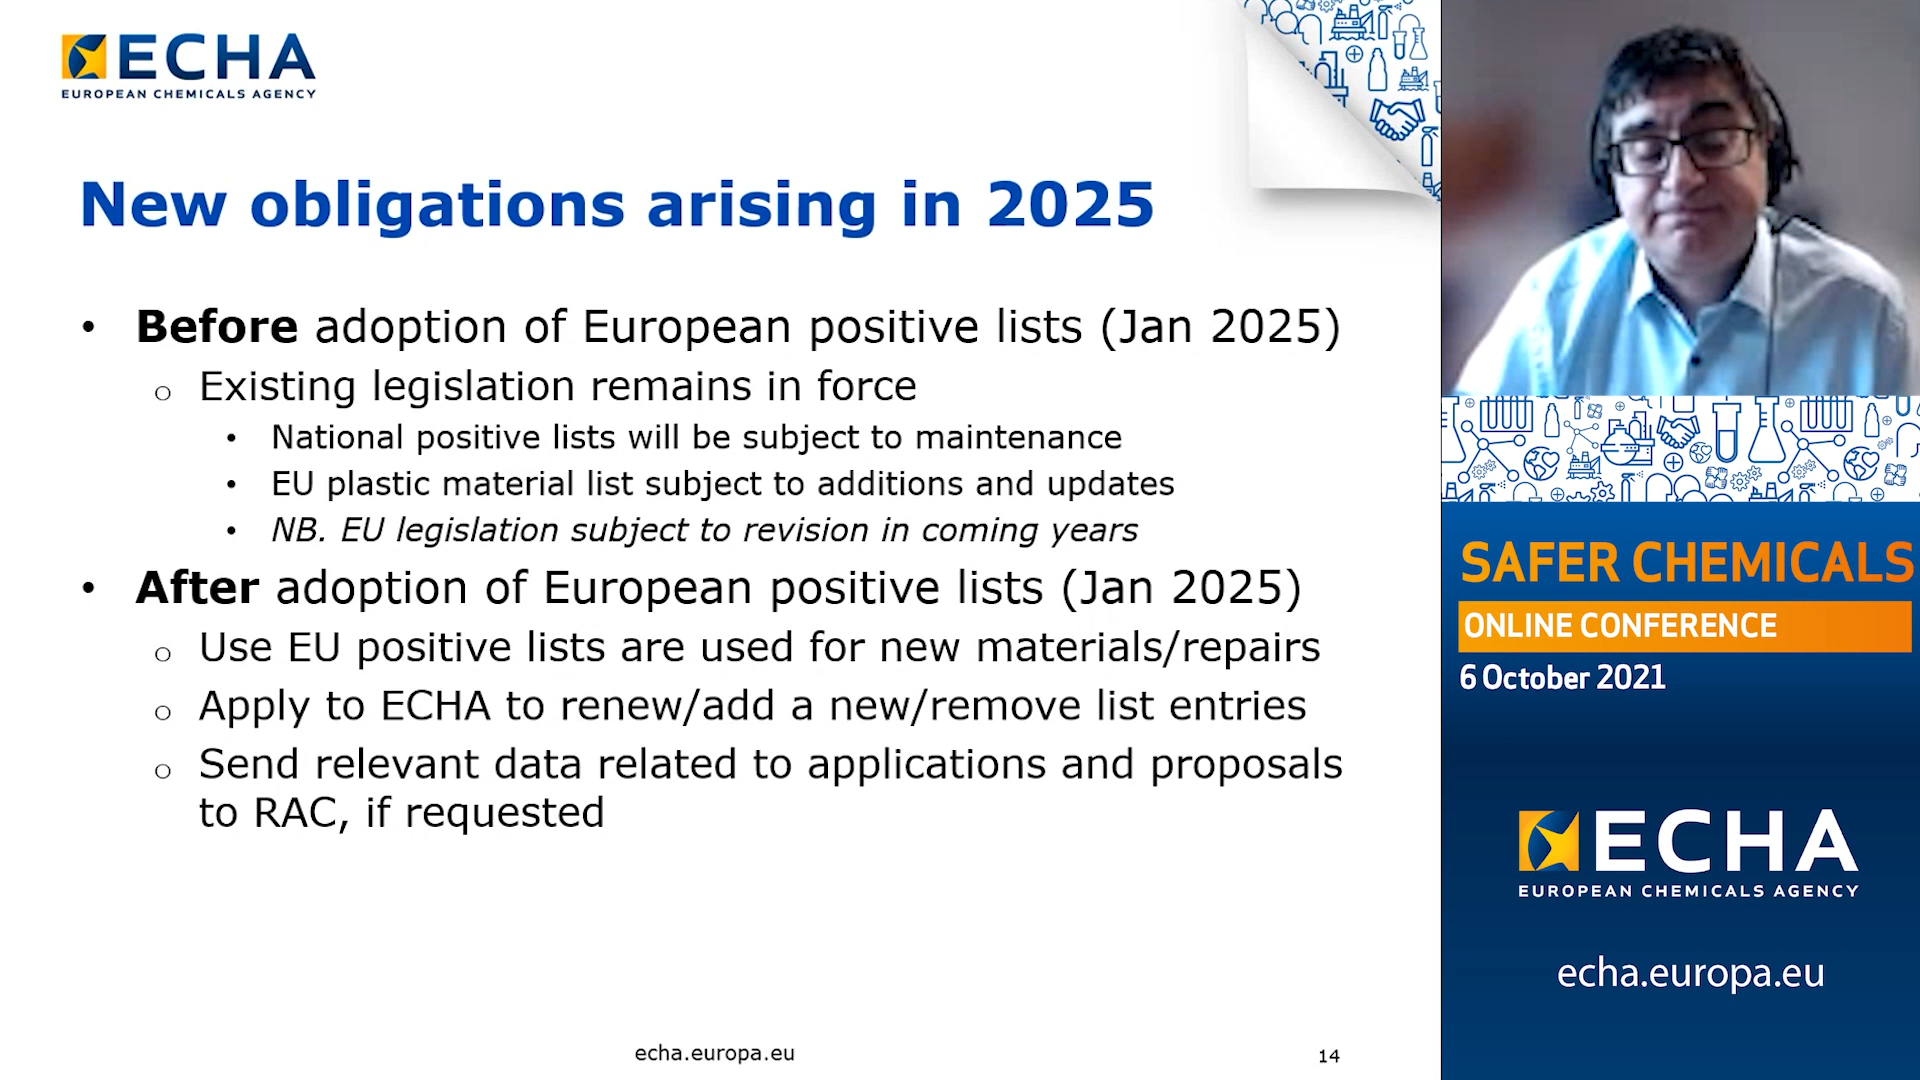 ECHA
EUROPEAN CHEMICALS AGENCY
New obligations arising in 2025
• Before adoption of European positive lists (Jan 2025)
o Existing legislation remains in force
• National positive lists will be subject to maintenance
• EU plastic material list subject to additions and updates
• NB. EU legislation subject to revision in coming years
• After adoption of European positive lists (Jan 2025)
o Use EU positive lists are used for new materials/repairs
o Apply to ECHA to renew/add a new/remove list entries
o Send relevant data related to applications and proposals
to RAC, if requested
echa.europa.eu
14
SAFER CHEMICALS
ONLINE CONFERENCE
6 October 2021
ECHA
EUROPEAN CHEMICALS AGENCY
echa.europa.eu